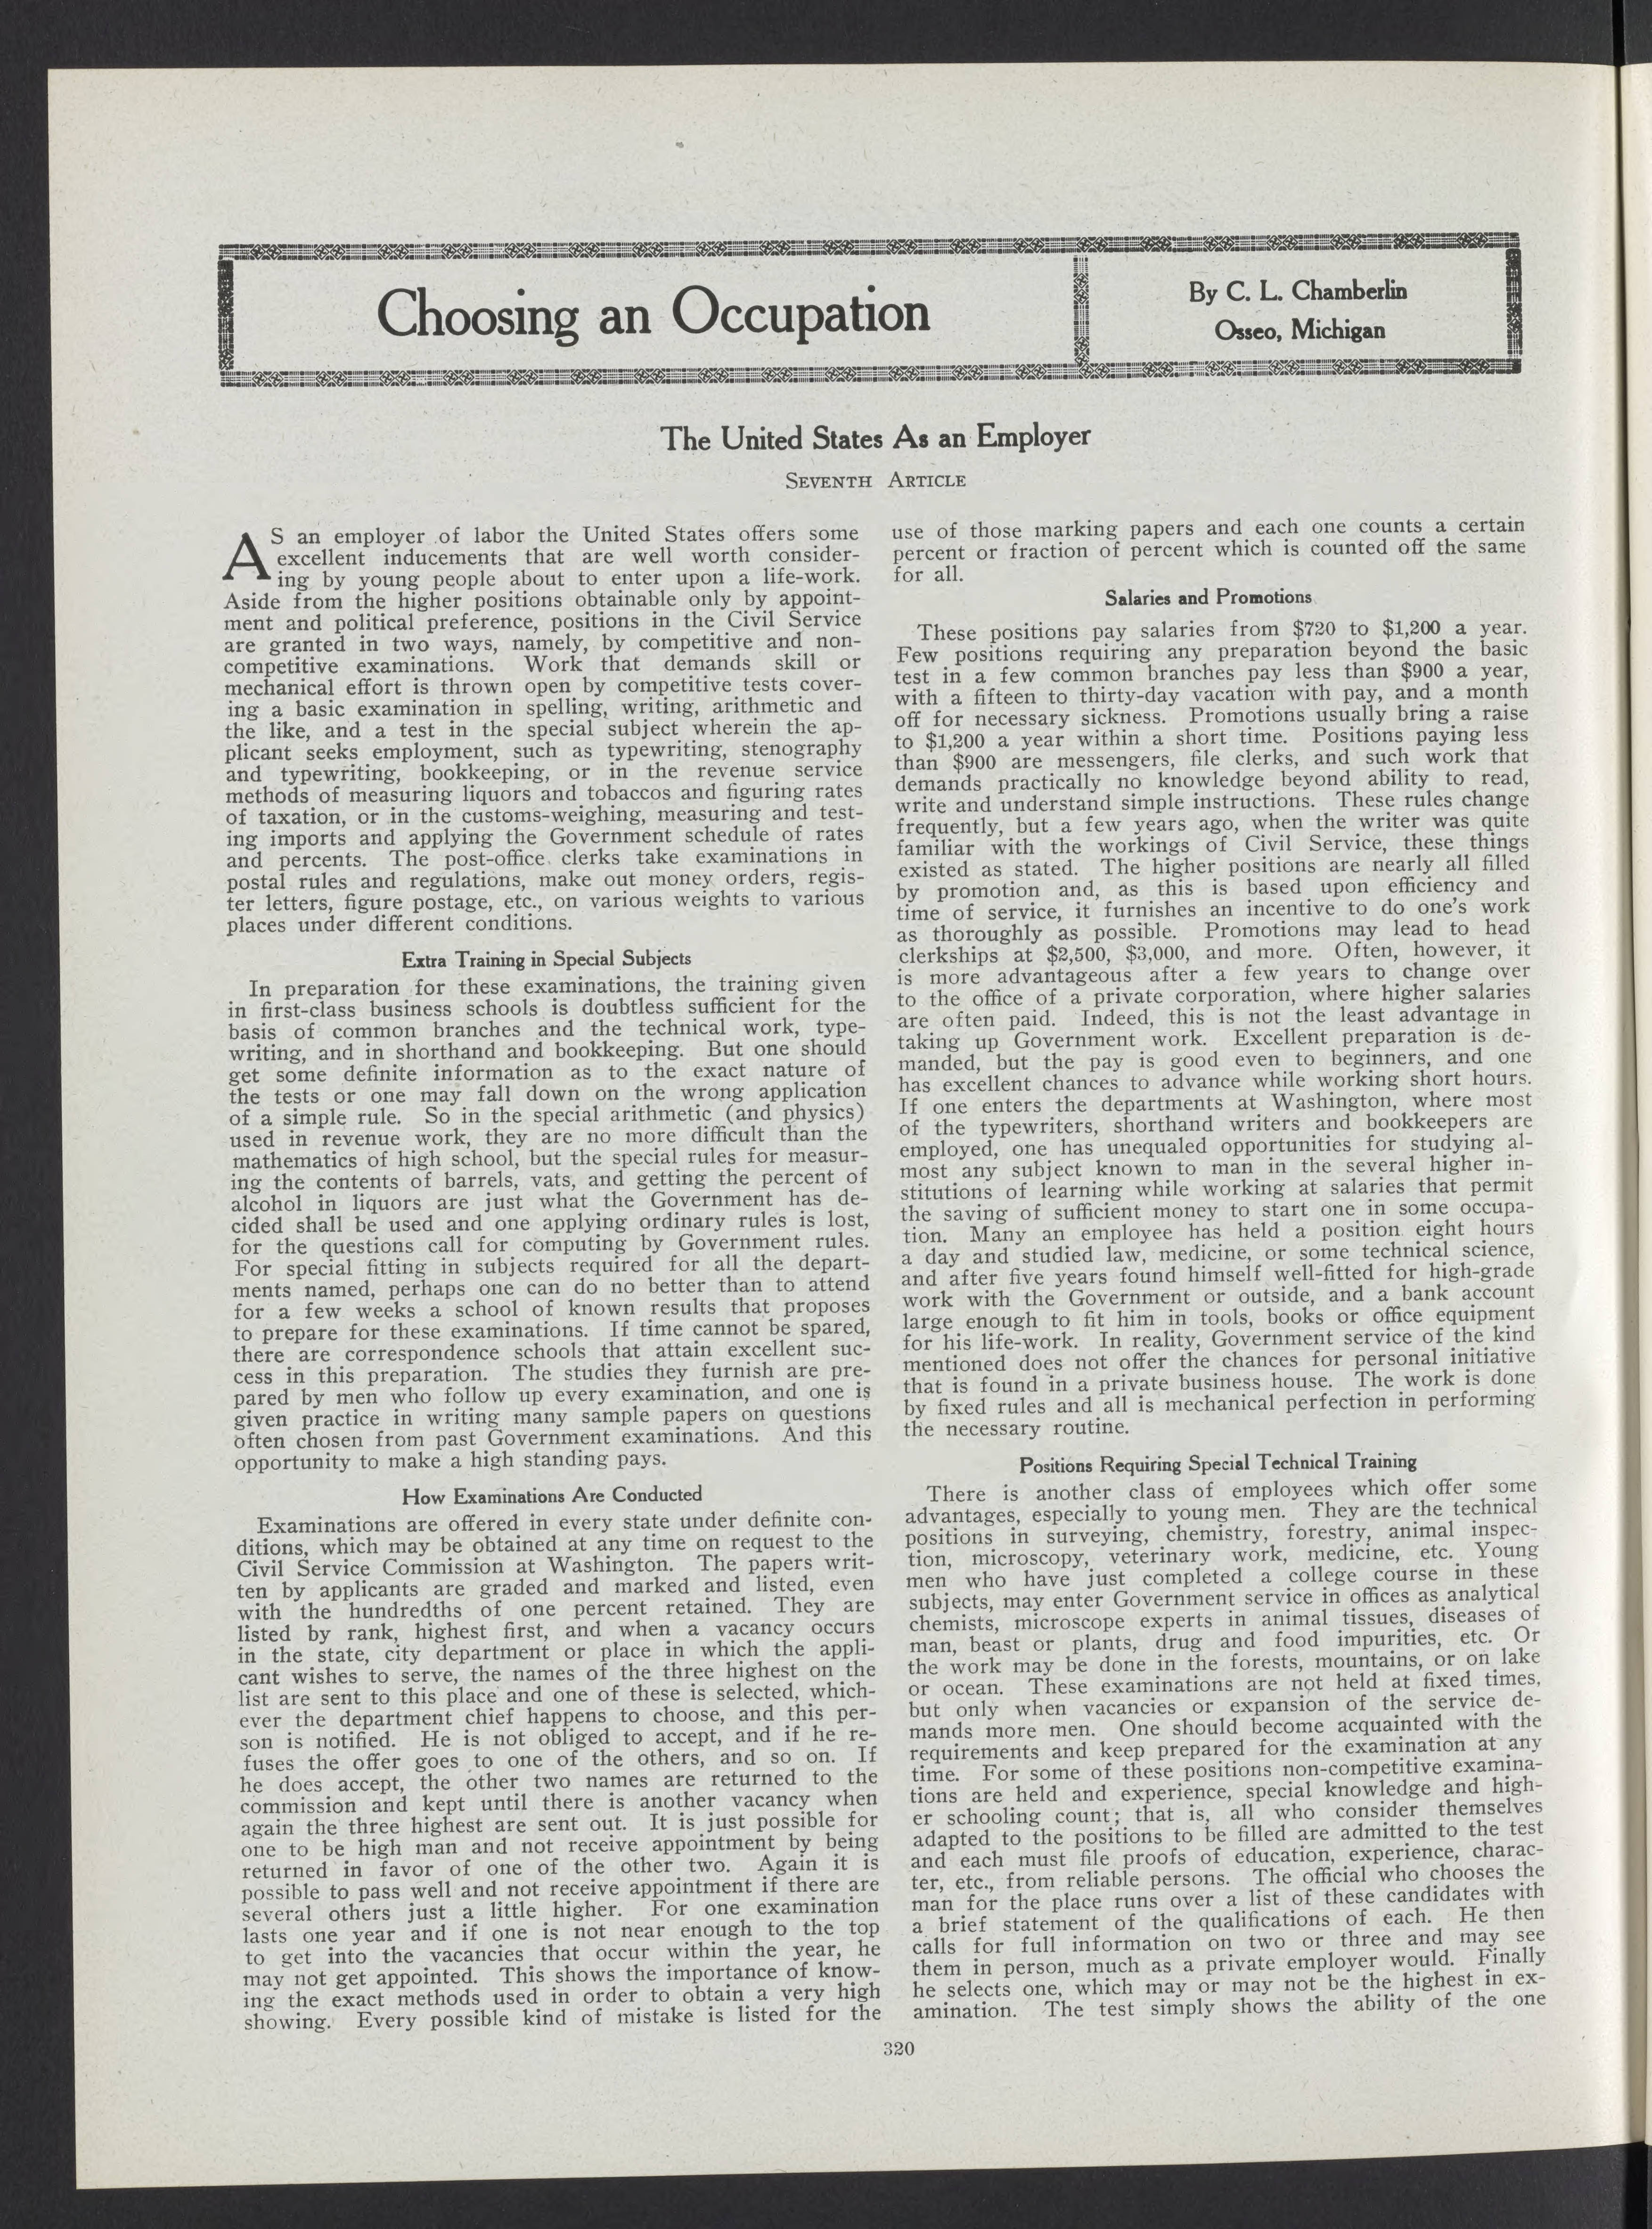 Choosing an Occupation
By C. L. Chamberlin
Osseo, Michigan
The United States As an Employer
SEVENTH ARTICLE
AS an employer of labor the United States offers some
excellent inducements that are well worth consider-
ing by young people about to enter upon a life-work.
Aside from the higher positions obtainable only by appoint-
ment and political preference, positions in the Civil Service
are granted in two ways, namely, by competitive and non-
competitive examinations. Work that demands skill or
mechanical effort is thrown open by competitive tests cover-
ing a basic examination in spelling, writing, arithmetic and
the like, and a test in the special subject wherein the ap-
plicant seeks employment, such as typewriting, stenography
and typewriting, bookkeeping, or in the revenue service
methods of measuring liquors and tobaccos and figuring rates
of taxation, or in the customs-weighing, measuring and test-
ing imports and applying the Government schedule of rates
and percents. The post-office clerks take examinations in
postal rules and regulations, make out money orders, regis-
ter letters, figure postage, etc., on various weights to various
places under different conditions.
Extra Training in Special Subjects
In preparation for these examinations, the training given
in first-class business schools is doubtless sufficient for the
basis of common branches and the technical work, type-
writing, and in shorthand and bookkeeping. But one should
get some definite information as to the exact nature of
the tests or one may fall down on the wrong application
of a simple rule. So in the special arithmetic (and physics)
used in revenue work, they are no more difficult than the
mathematics of high school, but the special rules for measur-
ing the contents of barrels, vats, and getting the percent of
alcohol in liquors are just what the Government has de-
cided shall be used and one applying ordinary rules is lost,
for the questions call for computing by Government rules.
For special fitting in subjects required for all the depart-
ments named, perhaps one can do no better than to attend
for a few weeks a school of known results that proposes
to prepare for these examinations. If time cannot be spared,
there are correspondence schools that attain excellent suc-
cess in this preparation. The studies they furnish are pre-
pared by men who follow up every examination, and one is
given practice in writing many sample papers on questions
often chosen from past Government examinations. And this
opportunity to make a high standing pays.
How Examinations Are Conducted
Examinations are offered in every state under definite con-
ditions, which may be obtained at any time on request to the
Civil Service Commission at Washington. The papers writ-
ten by applicants are graded and marked and listed, even
with the hundredths of one percent retained. They are
listed by rank, highest first, and when a vacancy occurs
in the state, city department or place in which the appli-
cant wishes to serve, the names of the three highest on the
list are sent to this place and one of these is selected, which-
ever the department chief happens to choose, and this per-
son is notified. He is not obliged to accept, and if he re-
fuses the offer goes to one of the others, and so on. If
he does accept, the other two names are returned to the
commission and kept until there is another vacancy when
again the three highest are sent out. It is just possible for
one to be high man and not receive appointment by being
returned in favor of one of the other two. Again it is
possible to pass well and not receive appointment if there are
several others just a little higher. For one examination
lasts one year and if one is not near enough to the top
to get into the vacancies that occur within the year, he
may not get appointed. This shows the importance of know-
ing the exact methods used in order to obtain a very high
showing. Every possible kind of mistake is listed for the
use of those marking papers and each one counts a certain
percent or fraction of percent which is counted off the same
for all.
Salaries and Promotions
These positions pay salaries from $720 to $1,200 a year.
Few positions requiring any preparation beyond the basic
test in a few common branches pay less than $900 a year,
with a fifteen to thirty-day vacation with pay, and a month
off for necessary sickness. Promotions usually bring a raise
to $1,200 a year within a short time. Positions paying less
than $900 are messengers, file clerks, and such work that
demands practically no knowledge beyond ability to read,
write and understand simple instructions. These rules change
frequently, but a few years ago, when the writer was quite
familiar with the workings of Civil Service, these things
existed as stated. The higher positions are nearly all filled
by promotion and, as this is based upon efficiency and
time of service, it furnishes an incentive to do one's work
as thoroughly as possible. Promotions may lead to head
clerkships at $2,500, $3,000, and more. Often, however, it
is more advantageous after a few years to change over
to the office of a private corporation, where higher salaries
are often paid. Indeed, this is not the least advantage in
taking up Government work. Excellent preparation is de-
manded, but the pay is good even to beginners, and one
has excellent chances to advance while working short hours.
If one enters the departments at Washington, where most
of the typewriters, shorthand writers and bookkeepers are
employed, one has unequaled opportunities for studying al-
most any subject known to man in the several higher in-
stitutions of learning while working at salaries that permit
the saving of sufficient money to start one in some occupa-
tion. Many an employee has held a position eight hours
a day and studied law, medicine, or some technical science,
and after five years found himself well-fitted for high-grade
work with the Government or outside, and a bank account
large enough to fit him in tools, books or office equipment
for his life-work. In reality, Government service of the kind
mentioned does not offer the chances for personal initiative
that is found in a private business house. The work is done
by fixed rules and all is mechanical perfection in performing
the necessary routine.
Positions Requiring Special Technical Training
There is another class of employees which offer some
advantages, especially to young men. They are the technical
positions in surveying, chemistry, forestry, animal inspec-
tion, microscopy, veterinary work, medicine, etc. Young
men who have just completed a college course in these
subjects, may enter Government service in offices as analytical
chemists, microscope experts in animal tissues, diseases of
man, beast or plants, drug and food impurities, etc. Or
the work may be done in the forests, mountains, or on lake
or ocean. These examinations are not held at fixed times,
but only when vacancies or expansion of the service de-
mands more men. One should become acquainted with the
requirements and keep prepared for the examination at any
time. For some of these positions non-competitive examina-
tions are held and experience, special knowledge and high-
er schooling count; that is, all who consider themselves
adapted to the positions to be filled are admitted to the test
and each must file proofs of education, experience, charac-
ter, etc., from reliable persons. The official who chooses the
man for the place runs over a list of these candidates with
a brief statement of the qualifications of each. He then
calls for full information on two or three and may see
them in person, much as a private employer would. Finally
he selects one, which may or may not be the highest in ex-
amination. The test simply shows the ability of the one
320